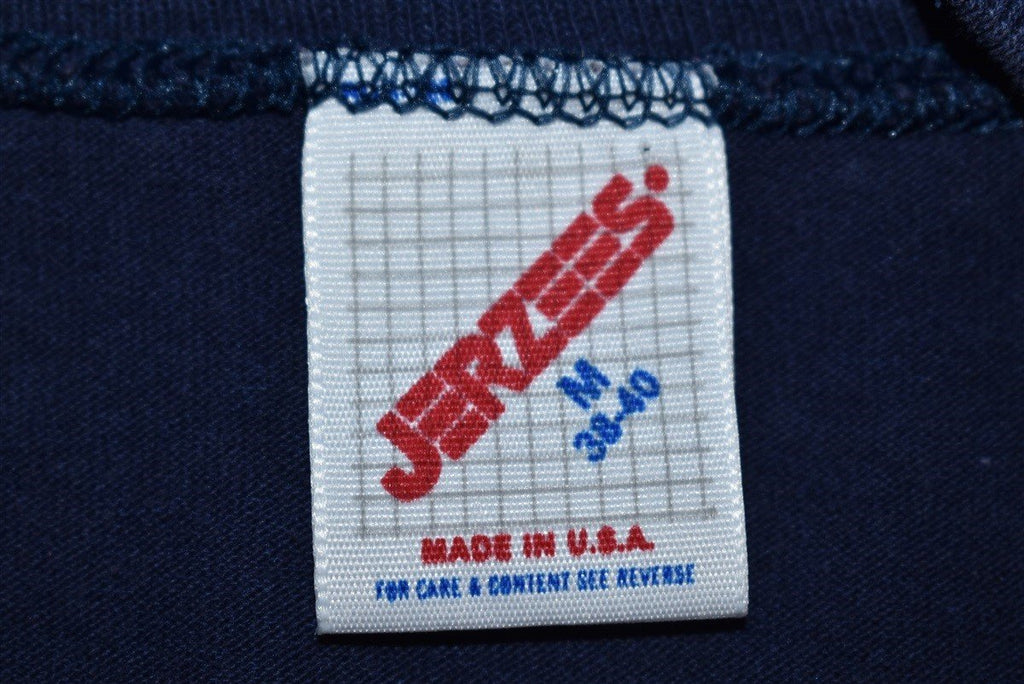 JERZEES.
M
38-40
MADE IN U.S.A.
FOR CARE & CONTENT SEE REVERSE